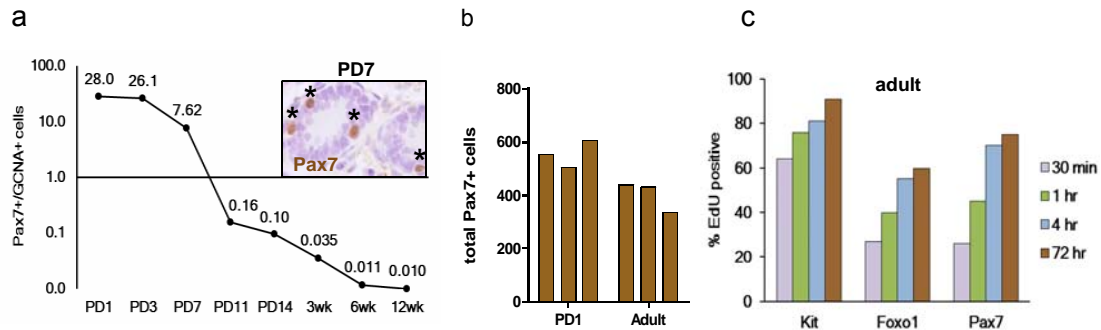 a
Pax7+/GCNA+ cells
100.0
10.0
1.0
0.1
0.0
28.0
26.1
7.62
0.16
0.10
0.035
0.011
0.010
PD1 PD3 PD7 PD11 PD14 3wk 6wk 12wk
PD7
* * * *
Pax7
b
total Pax7+ cells
800
600
400
200
0
PD1 Adult
c
adult
% EdU positive
100
80
60
40
20
0
Kit Foxo1 Pax7
30 min
1 hr
4 hr
72 hr